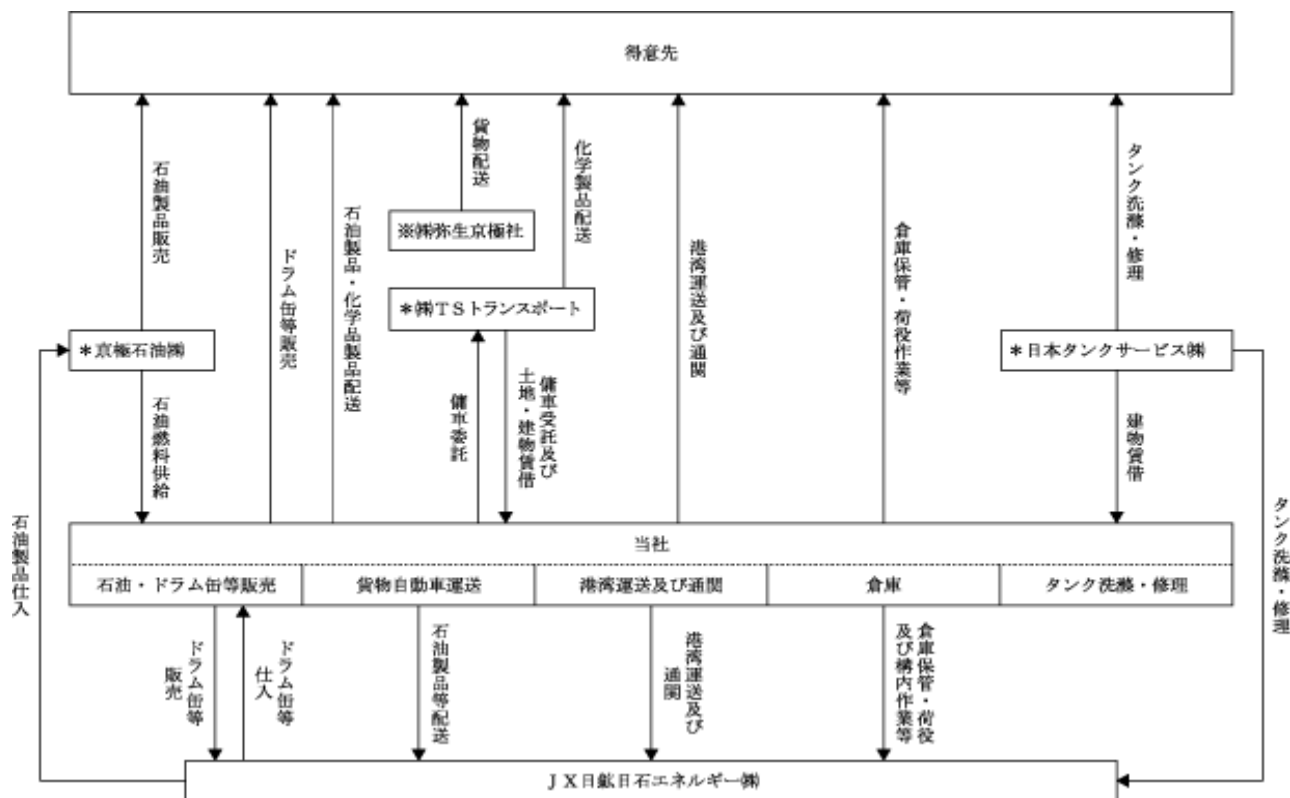 得意先
石油製品販売
ドラム缶等販売
石油製品・化学品製品配送
貨物配送
化学製品配送
港湾運送及び通関
倉庫保管・荷役作業等
タンク洗滌・修理
※㈱弥生京極社
*㈱TSトランスポート
*京極石油㈱
*日本タンクサービス㈱
石油燃料供給
傭車委託
傭車受託及び
土地・建物賃借
建物賃借
石油製品仕入
タンク洗滌・修理
当社
石油・ドラム缶等販売
貨物自動車運送
港湾運送及び通関
倉庫
タンク洗滌・修理
ドラム缶等
販売
ドラム缶等
仕入
石油製品等配送
港湾運送及び
通関
倉庫保管・荷役
及び構内作業等
JX日鉱日石エネルギー㈱